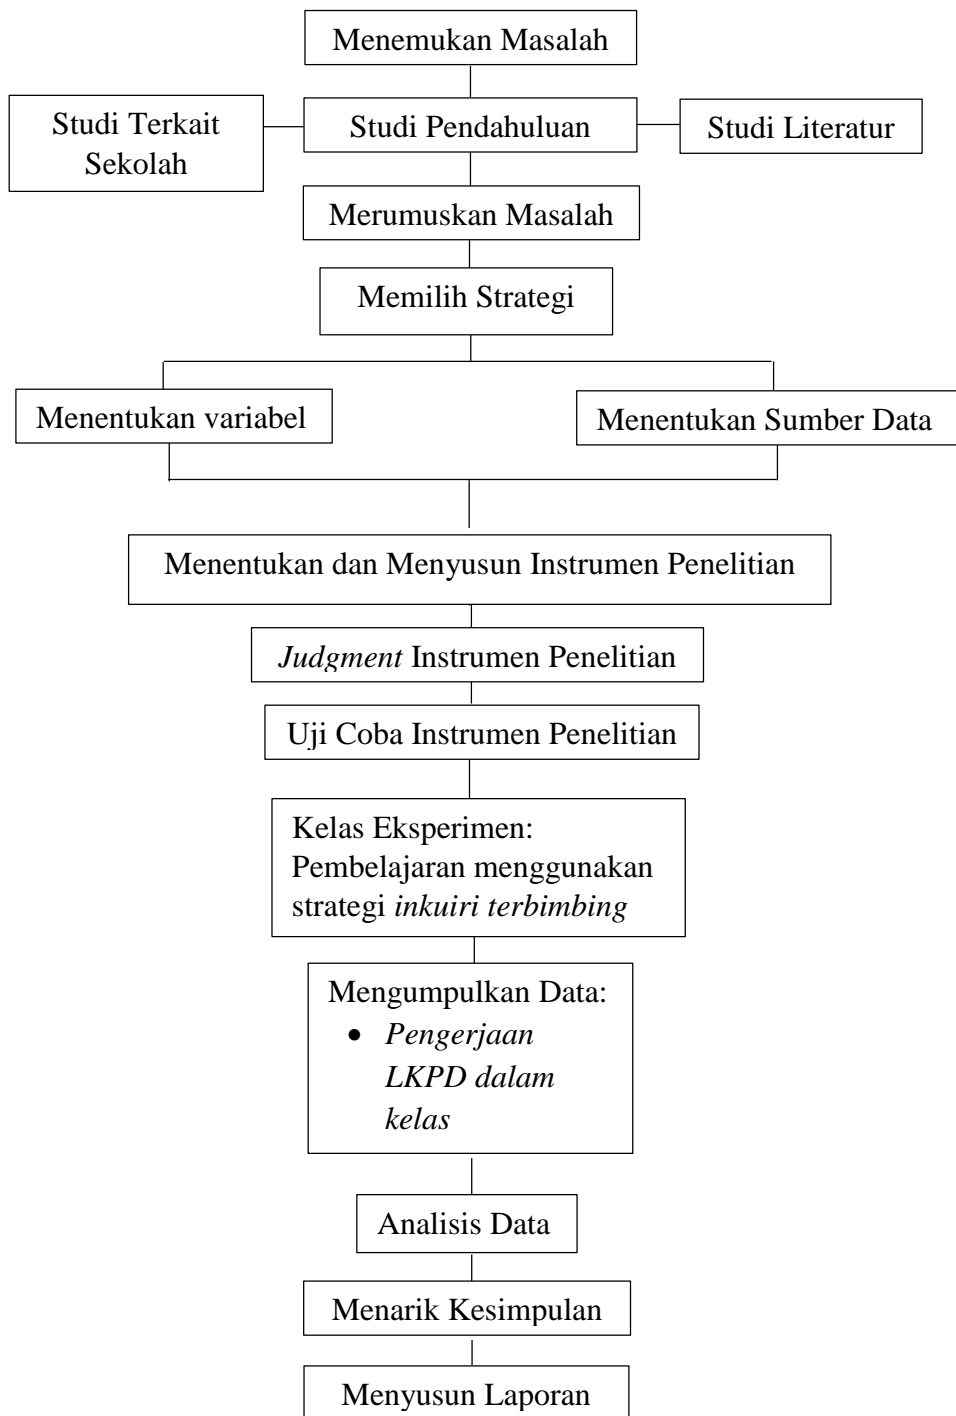 Menemukan Masalah
Studi Terkait
Sekolah
Studi Pendahuluan
Studi Literatur
Merumuskan Masalah
Memilih Strategi
Menentukan variabel
Menentukan Sumber Data
Menentukan dan Menyusun Instrumen Penelitian
Judgment Instrumen Penelitian
Uji Coba Instrumen Penelitian
Kelas Eksperimen:
Pembelajaran menggunakan
strategi inkuiri terbimbing
Mengumpulkan Data:
• Pengerjaan
LKPD dalam
kelas
Analisis Data
Menarik Kesimpulan
Menyusun Laporan